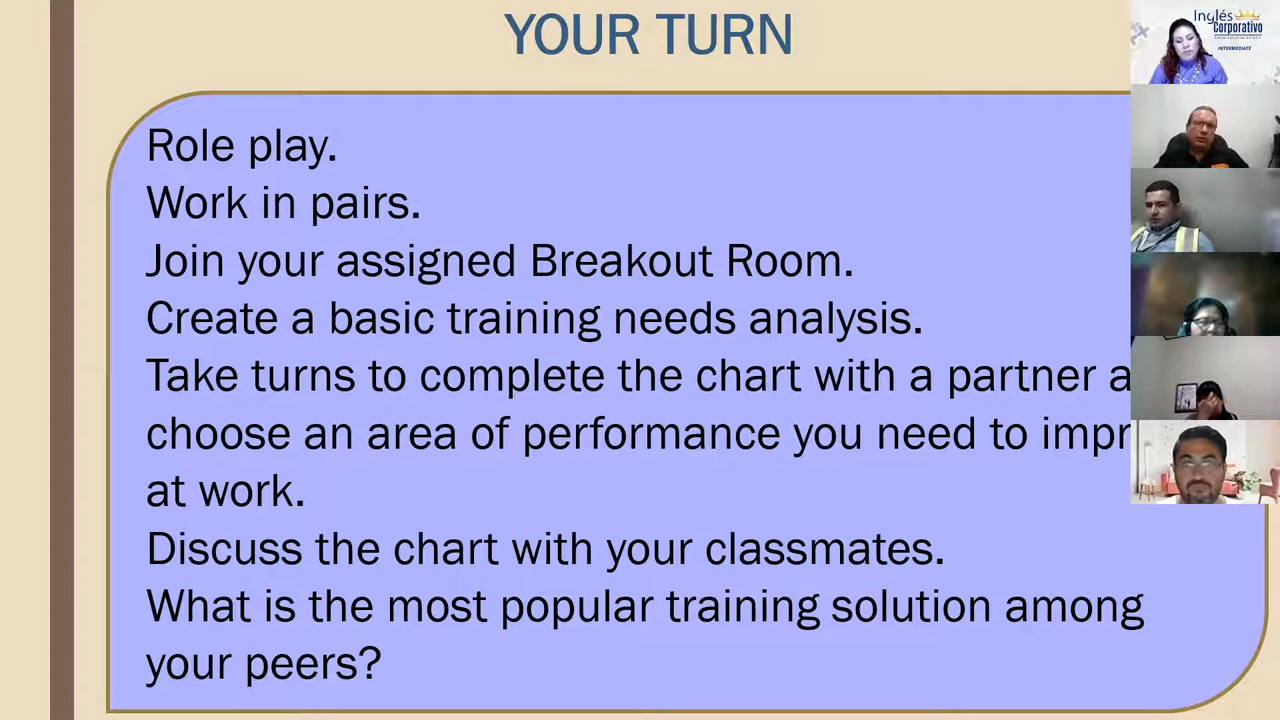 YOUR TURN
Inglés
Corporativo
INTERMEDIATE
Role play.
Work in pairs.
Join your assigned Breakout Room.
Create a basic training needs analysis.
Take turns to complete the chart with a partner a
choose an area of performance you need to impr
at work.
Discuss the chart with your classmates.
What is the most popular training solution among
your peers?